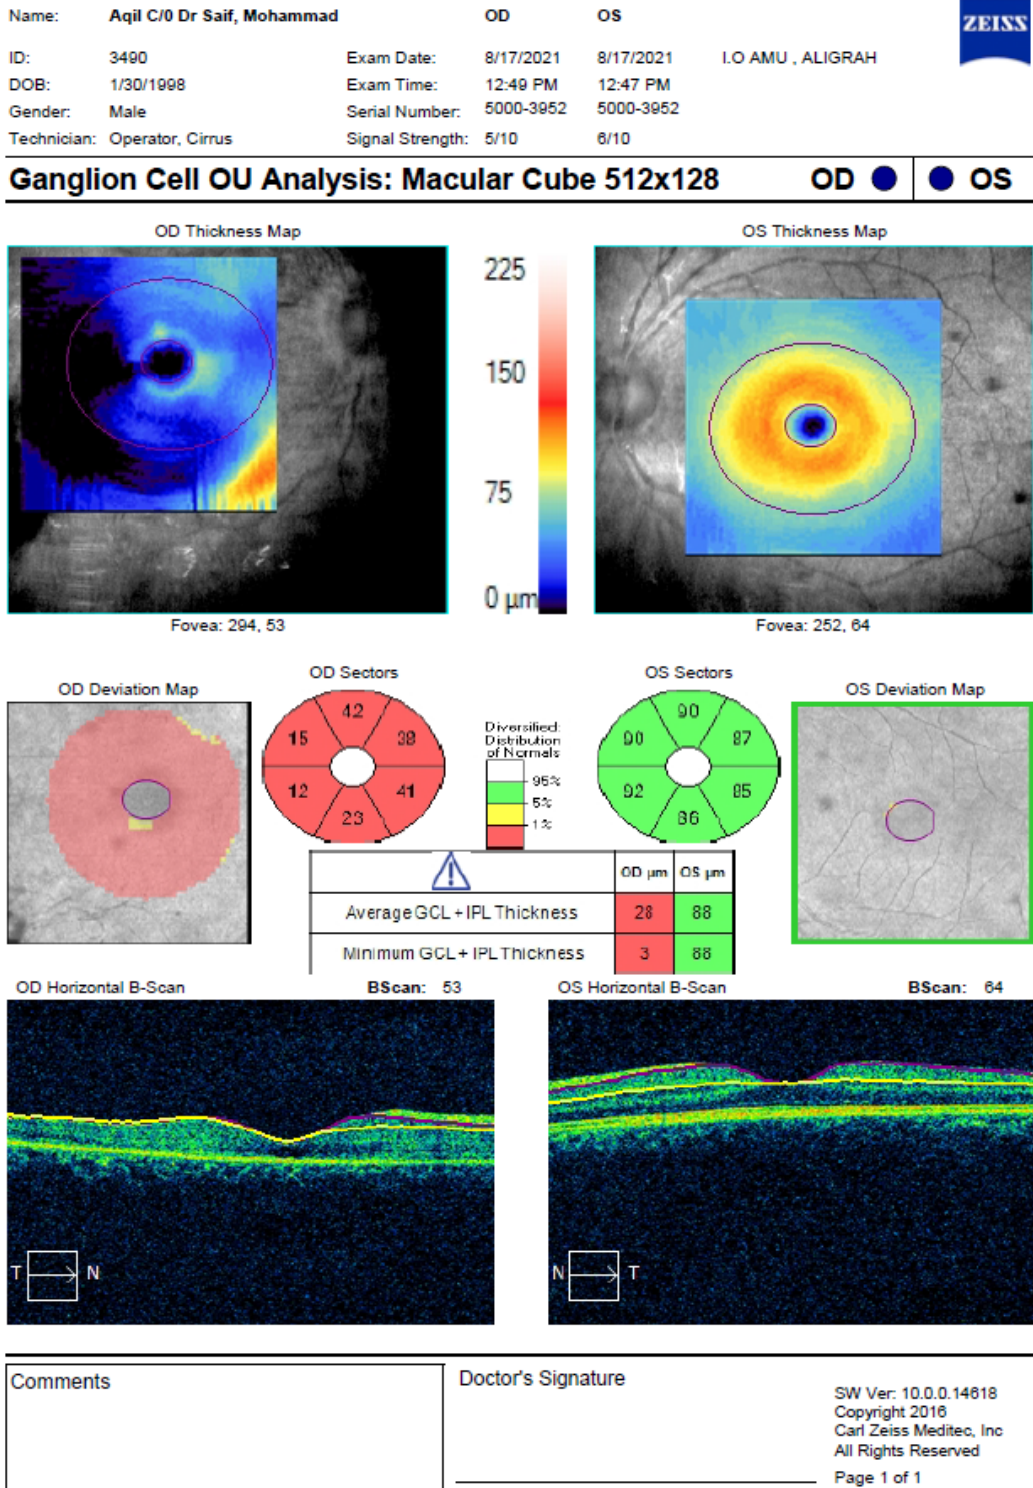 Name: Aqil C/0 Dr Saif, Mohammad OD OS
ZEISS
ID: 3490 Exam Date: 8/17/2021 8/17/2021 I.O AMU , ALIGRAH
DOB: 1/30/1998 Exam Time: 12:49 PM 12:47 PM
Gender: Male Serial Number: 5000-3952 5000-3952
Technician: Operator, Cirrus Signal Strength: 5/10 6/10
Ganglion Cell OU Analysis: Macular Cube 512x128 OD OS
OD Thickness Map OS Thickness Map
225
150
75
0 µm
Fovea: 294, 53 Fovea: 252, 64
OD Deviation Map OD Sectors OS Sectors OS Deviation Map
42
15 38
12 41
23
Diversified:
Distribution
of Normals
95%
5%
1%
90
90 87
92 85
86
OD µm OS µm
Average GCL + IPL Thickness 28 88
Minimum GCL + IPL Thickness 3 88
OD Horizontal B-Scan BScan: 53 OS Horizontal B-Scan BScan: 64
T N N T
Comments Doctor's Signature
SW Ver: 10.0.0.14618
Copyright 2016
Carl Zeiss Meditec, Inc
All Rights Reserved
Page 1 of 1